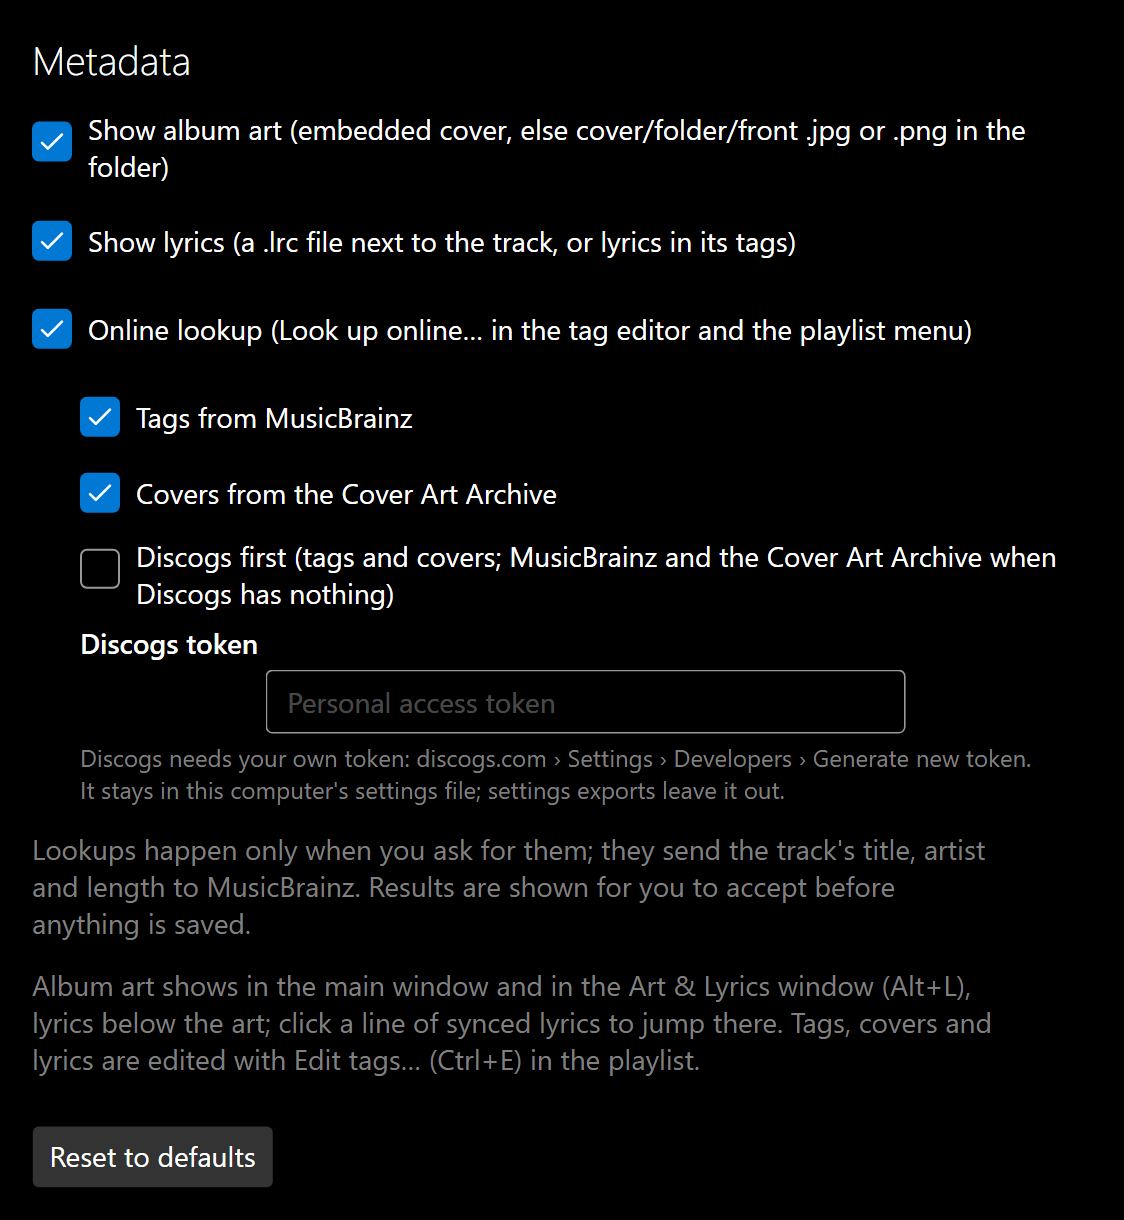 Metadata
Show album art (embedded cover, else cover/folder/front .jpg or .png in the
folder)
Show lyrics (a .lrc file next to the track, or lyrics in its tags)
Online lookup (Look up online... in the tag editor and the playlist menu)
Tags from MusicBrainz
Covers from the Cover Art Archive
Discogs first (tags and covers; MusicBrainz and the Cover Art Archive when
Discogs has nothing)
Discogs token
Personal access token
Discogs needs your own token: discogs.com › Settings › Developers › Generate new token.
It stays in this computer's settings file; settings exports leave it out.
Lookups happen only when you ask for them; they send the track's title, artist
and length to MusicBrainz. Results are shown for you to accept before
anything is saved.
Album art shows in the main window and in the Art & Lyrics window (Alt+L),
lyrics below the art; click a line of synced lyrics to jump there. Tags, covers and
lyrics are edited with Edit tags... (Ctrl+E) in the playlist.
Reset to defaults